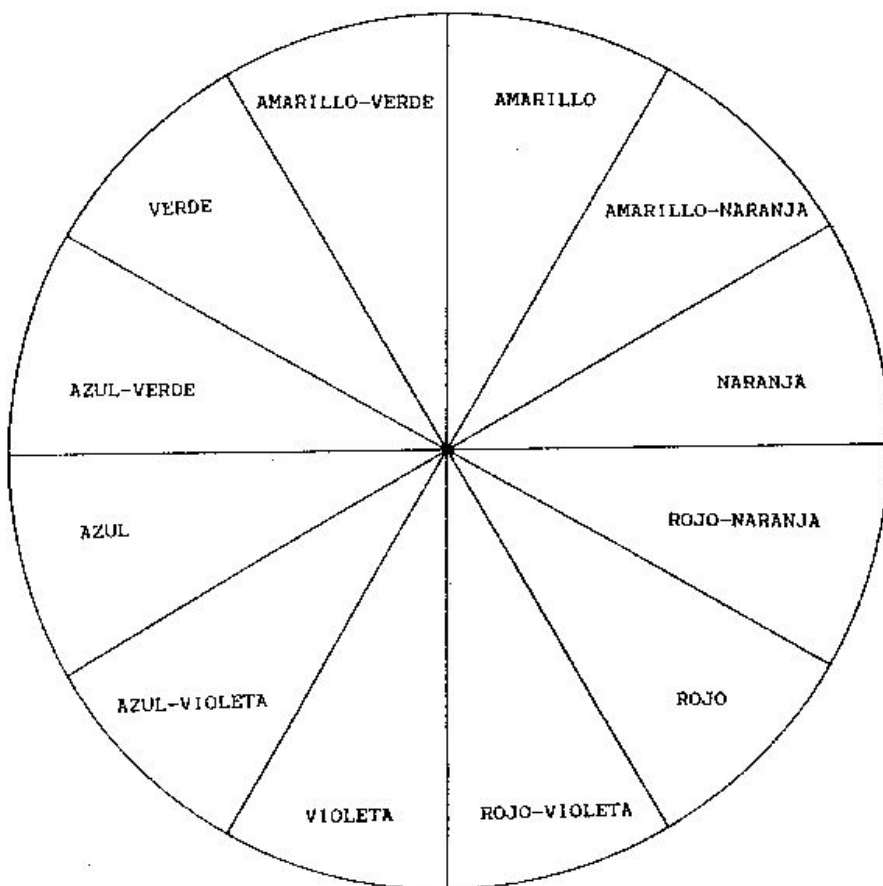 AMARILLO-VERDE
AMARILLO
VERDE
AMARILLO-NARANJA
AZUL-VERDE
NARANJA
AZUL
ROJO-NARANJA
AZUL-VIOLETA
ROJO
VIOLETA
ROJO-VIOLETA